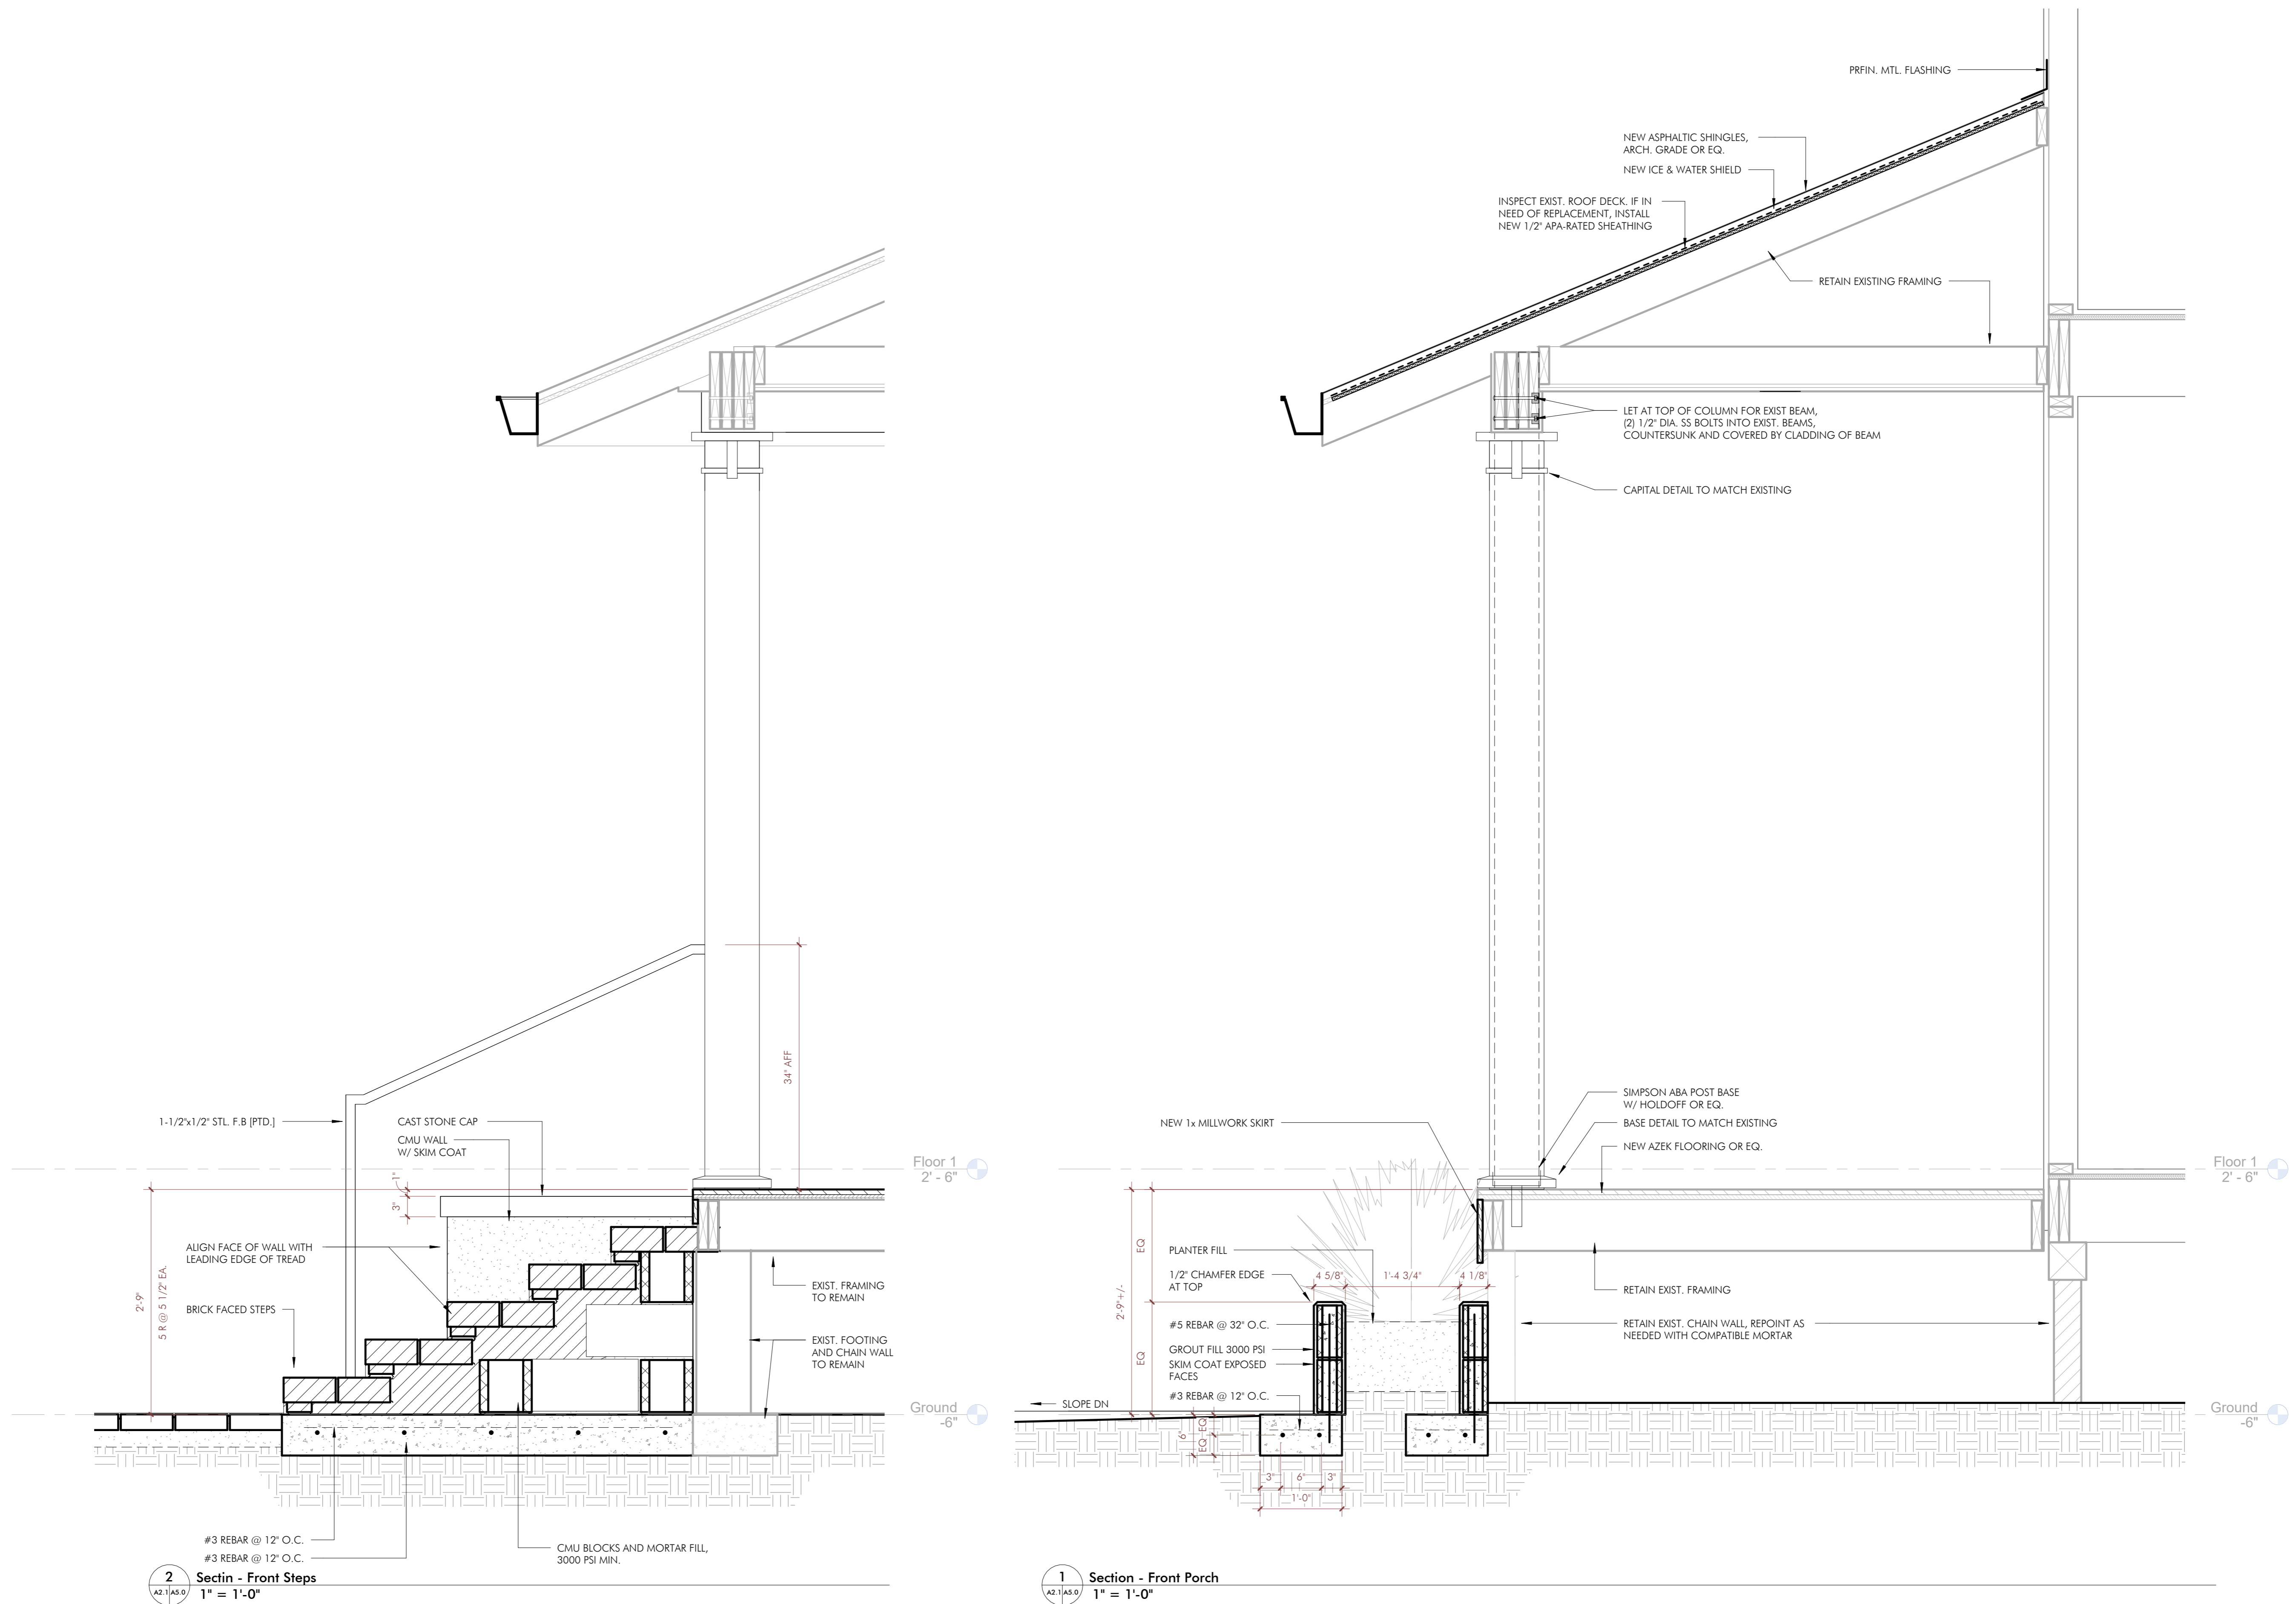 PRFIN. MTL. FLASHING
NEW ASPHALTIC SHINGLES,
ARCH. GRADE OR EQ.
NEW ICE & WATER SHIELD
INSPECT EXIST. ROOF DECK. IF IN
NEED OF REPLACEMENT, INSTALL
NEW 1/2" APA-RATED SHEATHING
RETAIN EXISTING FRAMING
LET AT TOP OF COLUMN FOR EXIST BEAM,
(2) 1/2" DIA. SS BOLTS INTO EXIST. BEAMS,
COUNTERSUNK AND COVERED BY CLADDING OF BEAM
CAPITAL DETAIL TO MATCH EXISTING
34" AFF
1-1/2"x1/2" STL. F.B [PTD.]
CAST STONE CAP
CMU WALL
W/ SKIM COAT
Floor 1
2' - 6"
1"
3"
ALIGN FACE OF WALL WITH
LEADING EDGE OF TREAD
2'-9"
5 R @ 5 1/2" EA.
BRICK FACED STEPS
EXIST. FRAMING
TO REMAIN
EXIST. FOOTING
AND CHAIN WALL
TO REMAIN
Ground
-6"
#3 REBAR @ 12" O.C.
#3 REBAR @ 12" O.C.
CMU BLOCKS AND MORTAR FILL,
3000 PSI MIN.
2
A2.1
A5.0
Sectin - Front Steps
1" = 1'-0"
SIMPSON ABA POST BASE
W/ HOLDOFF OR EQ.
NEW 1x MILLWORK SKIRT
BASE DETAIL TO MATCH EXISTING
NEW AZEK FLOORING OR EQ.
Floor 1
2' - 6"
EQ
2'-9"+/-
EQ
PLANTER FILL
1/2" CHAMFER EDGE
AT TOP
4 5/8"
1'-4 3/4"
4 1/8"
RETAIN EXIST. FRAMING
#5 REBAR @ 32" O.C.
RETAIN EXIST. CHAIN WALL, REPOINT AS
NEEDED WITH COMPATIBLE MORTAR
GROUT FILL 3000 PSI
SKIM COAT EXPOSED
FACES
#3 REBAR @ 12" O.C.
SLOPE DN
Ground
-6"
6"
EQ
EQ
3"
6"
3"
1'-0"
1
A2.1
A5.0
Section - Front Porch
1" = 1'-0"